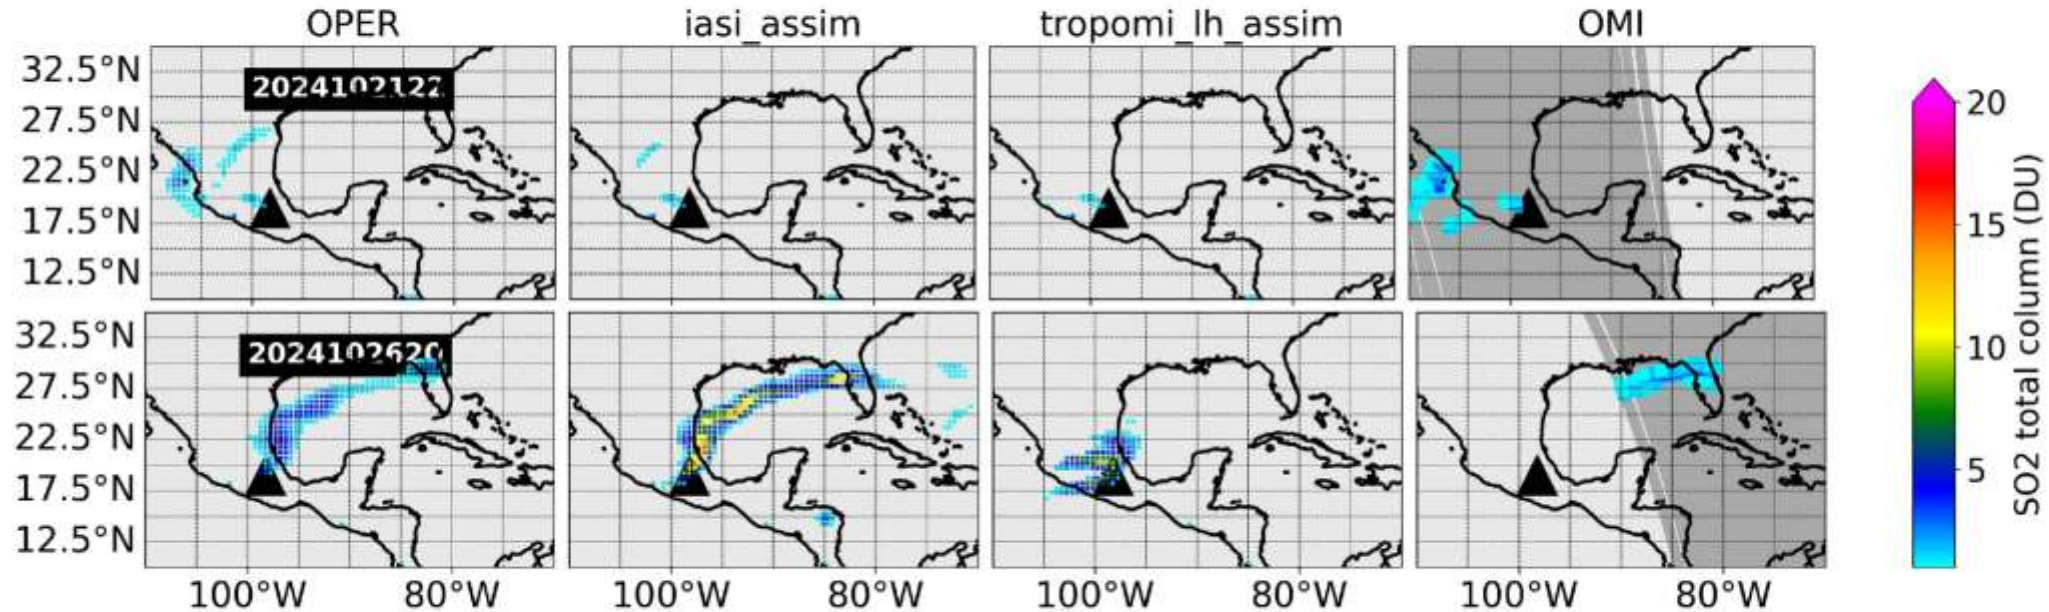 OPER iasi_assim tropomi_lh_assim OMI
32.5°N
2024102122
27.5°N
22.5°N
17.5°N
12.5°N
32.5°N
2024102620
27.5°N
22.5°N
17.5°N
12.5°N
100°W 80°W 100°W 80°W 100°W 80°W 100°W 80°W
20
15
10
5
SO2 total column (DU)